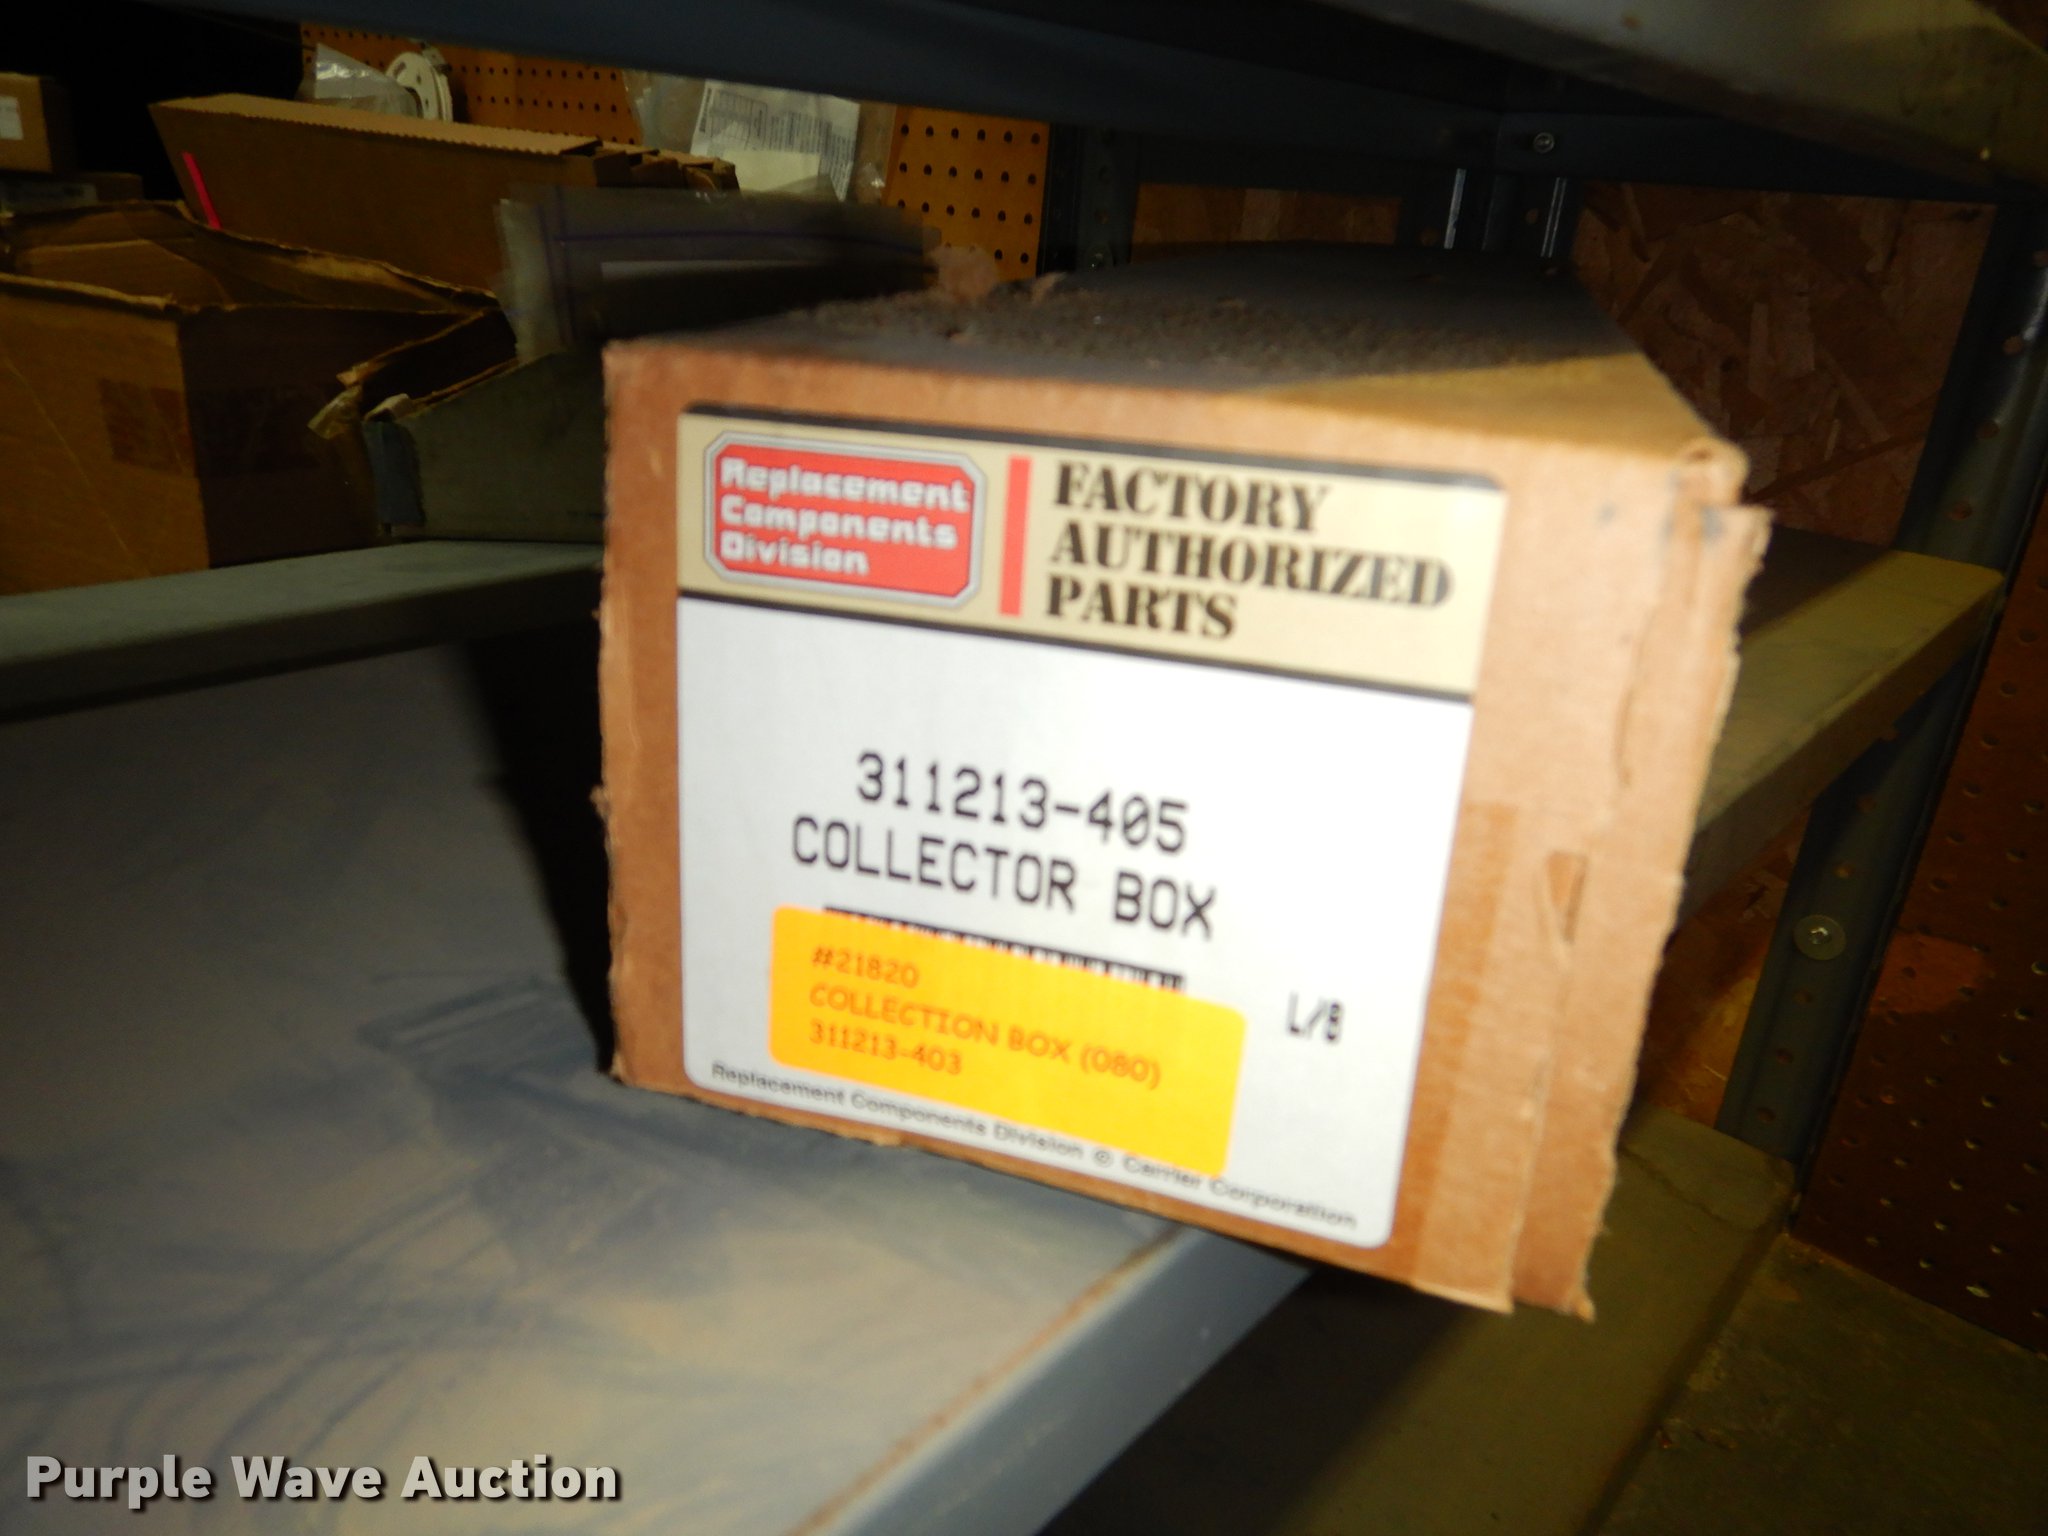 Replacement
Components
Division
FACTORY
AUTHORIZED
PARTS
311213-405
COLLECTOR BOX
#21820
COLLECTION BOX (080)
311213-403
L/8
Replacement Components Division © Carrier Corporation
Purple Wave Auction